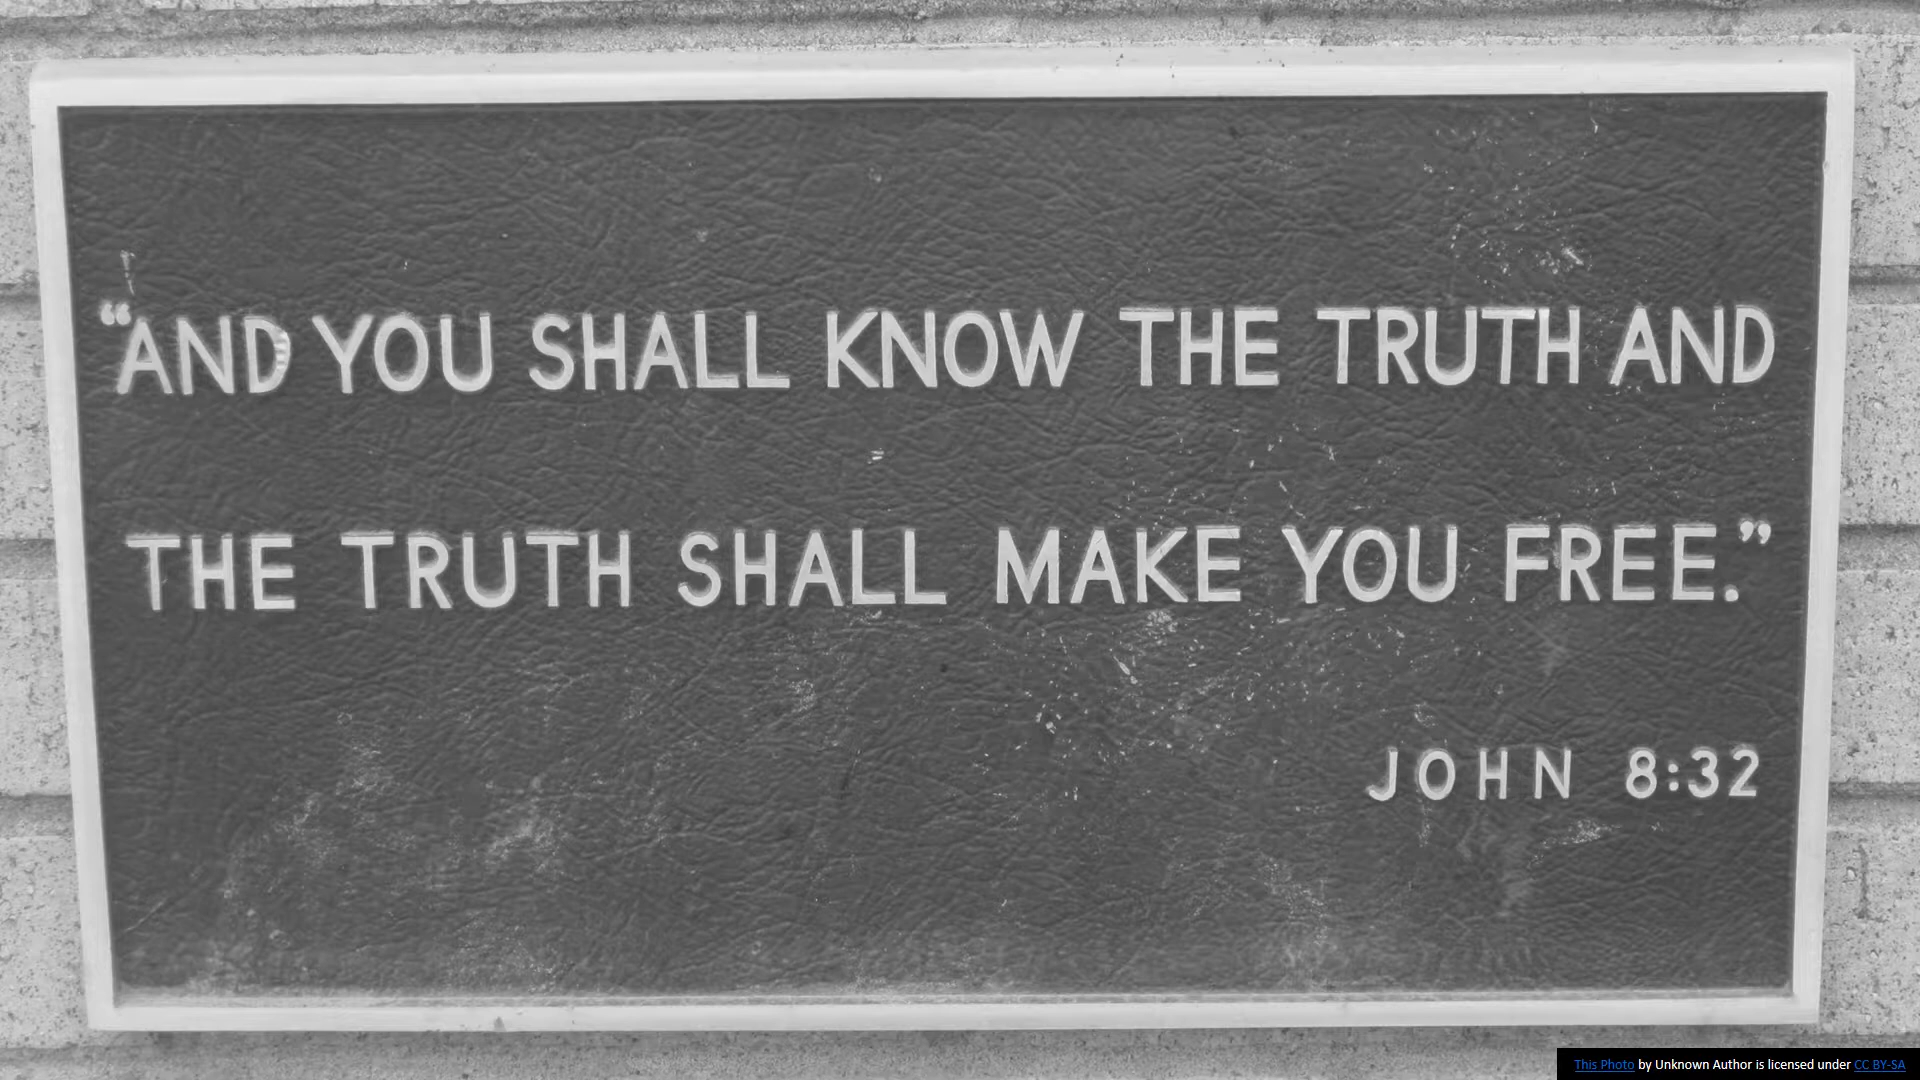 “AND YOU SHALL KNOW THE TRUTH AND
THE TRUTH SHALL MAKE YOU FREE.”
JOHN 8:32
This Photo by Unknown Author is licensed under CC BY-SA